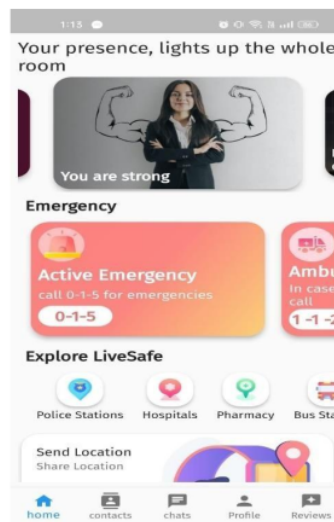 1:13
Your presence, lights up the whole
room
You are strong
Emergency
Active Emergency
call 0-1-5 for emergencies
0-1-5
Ambu
In case
call
1 -1 -2
Explore LiveSafe
Police Stations
Hospitals
Pharmacy
Bus Sta
Send Location
Share Location
home
contacts
chats
Profile
Reviews